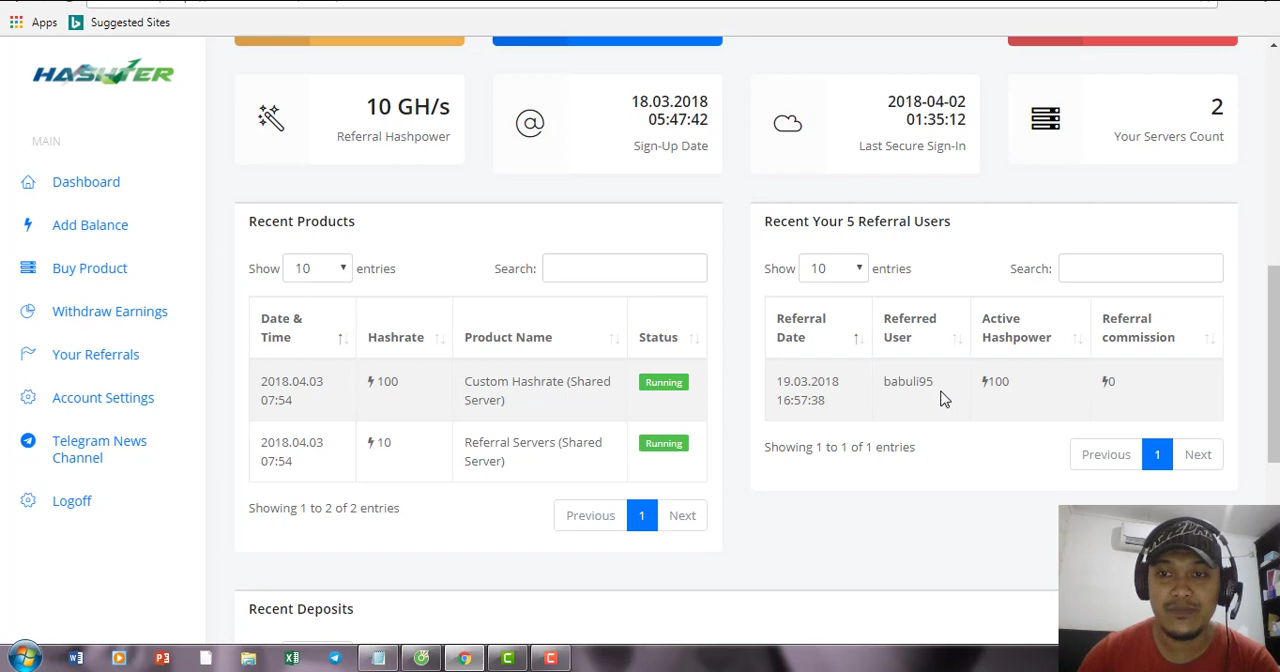 Apps
Suggested Sites
HASHTER
MAIN
Dashboard
Add Balance
Buy Product
Withdraw Earnings
Your Referrals
Account Settings
Telegram News
Channel
Logoff
10 GH/s
Referral Hashpower
18.03.2018
05:47:42
Sign-Up Date
2018-04-02
01:35:12
Last Secure Sign-In
2
Your Servers Count
Recent Products
Show 10 entries Search:
Date & Time Hashrate Product Name Status
2018.04.03 07:54 100 Custom Hashrate (Shared Server) Running
2018.04.03 07:54 10 Referral Servers (Shared Server) Running
Showing 1 to 2 of 2 entries
Previous 1 Next
Recent Your 5 Referral Users
Show 10 entries Search:
Referral Date Referred User Active Hashpower Referral commission
19.03.2018 16:57:38 babuli95 100 0
Showing 1 to 1 of 1 entries
Previous 1 Next
Recent Deposits